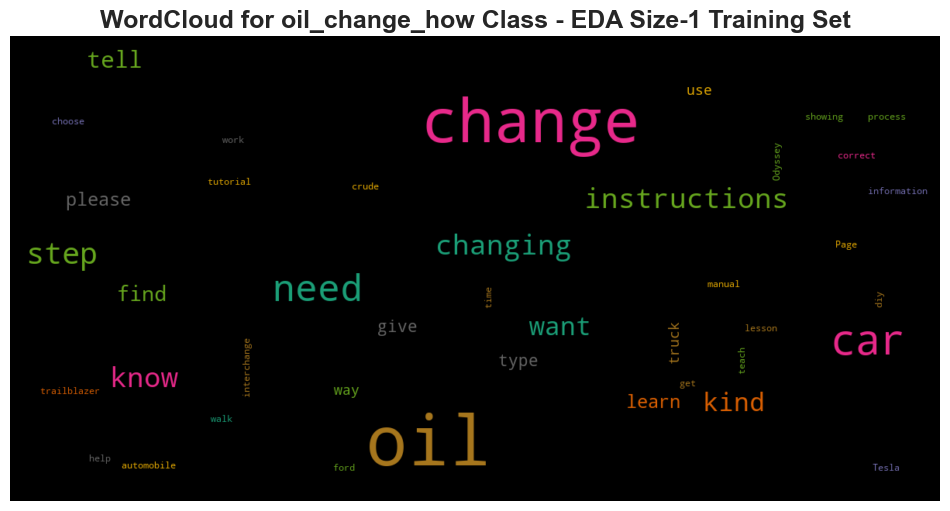 WordCloud for oil_change_how Class - EDA Size-1 Training Set
tell
use
change
choose
showing
process
work
correct
Odyssey
tutorial
crude
information
please
instructions
step
changing
Page
need
find
time
manual
diy
give
want
truck
lesson
car
type
teach
know
interchange
trailblazer
way
get
learn
kind
walk
oil
help
automobile
ford
Tesla